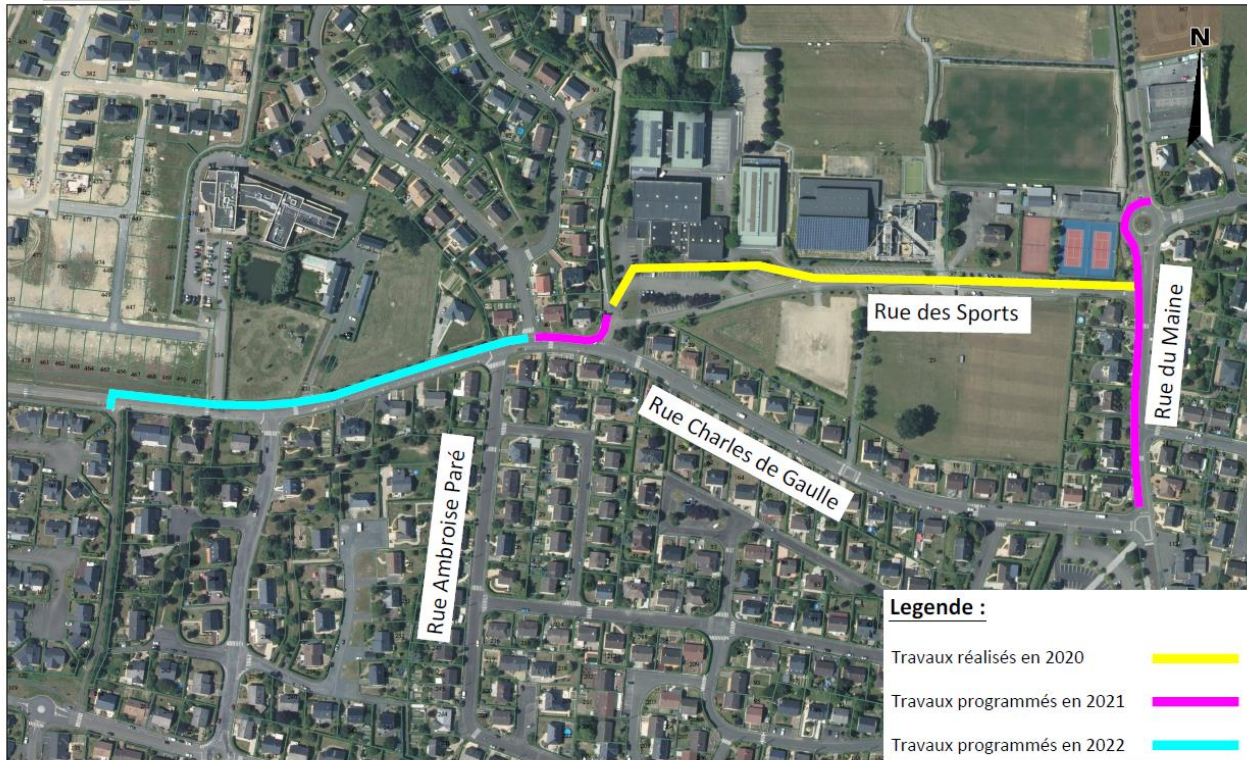 N
Rue des Sports
Rue du Maine
Rue Charles de Gaulle
Rue Ambroise Paré
Legende :
Travaux réalisés en 2020
Travaux programmés en 2021
Travaux programmés en 2022